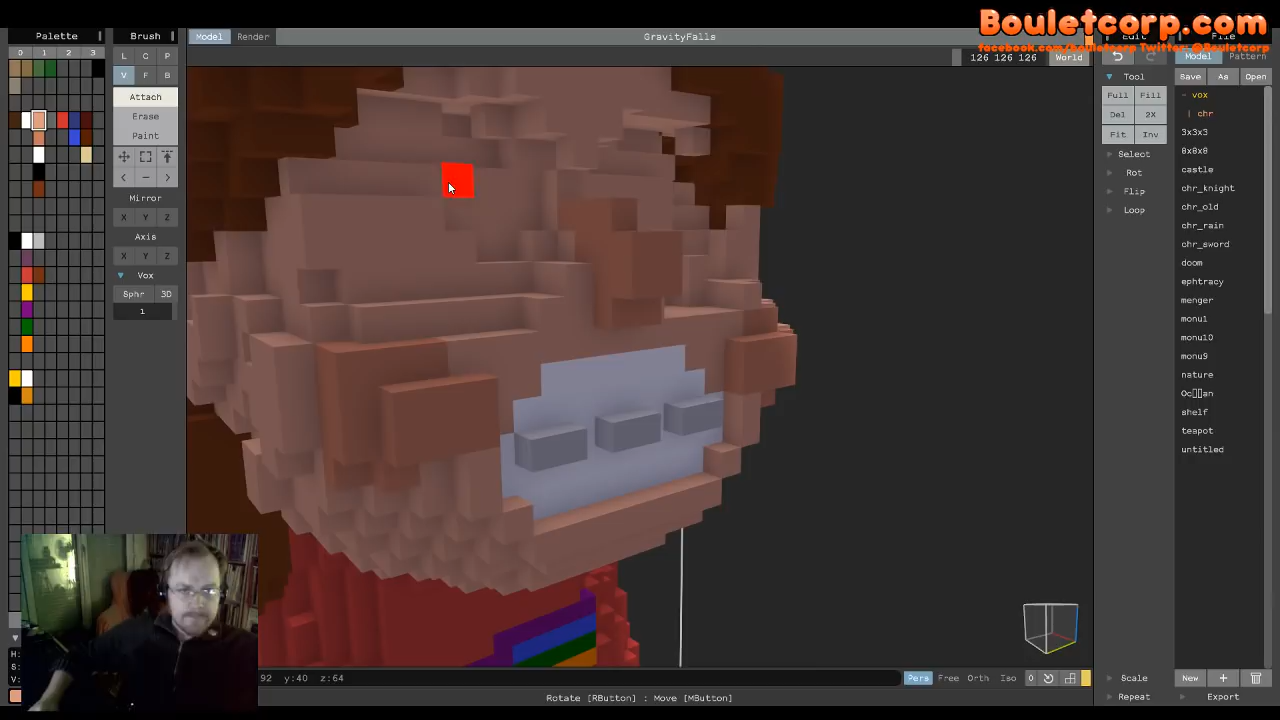 Bouletcorp.com
facebook.com/bouletcorp Twitter: @Bouletcorp
Palette
Brush
Model
Render
GravityFalls
Edit
File
0 1 2 3
L C P
V F B
Attach
Erase
Paint
Mirror
X Y Z
Axis
X Y Z
Vox
Sphr 3D
1
126 126 126
World
Tool
Full Fill
Del 2X
Fit Inv
Select
Rot
Flip
Loop
Model
Pattern
Save As Open
- vox
| chr
3x3x3
8x8x8
castle
chr_knight
chr_old
chr_rain
chr_sword
doom
ephtracy
menger
monu1
monu10
monu9
nature
shelf
teapot
untitled
H:
S:
V:
92 y:40 z:64
Pers Free Orth Iso 0
Rotate [RButton] : Move [MButton]
Scale
Repeat
New +
Export